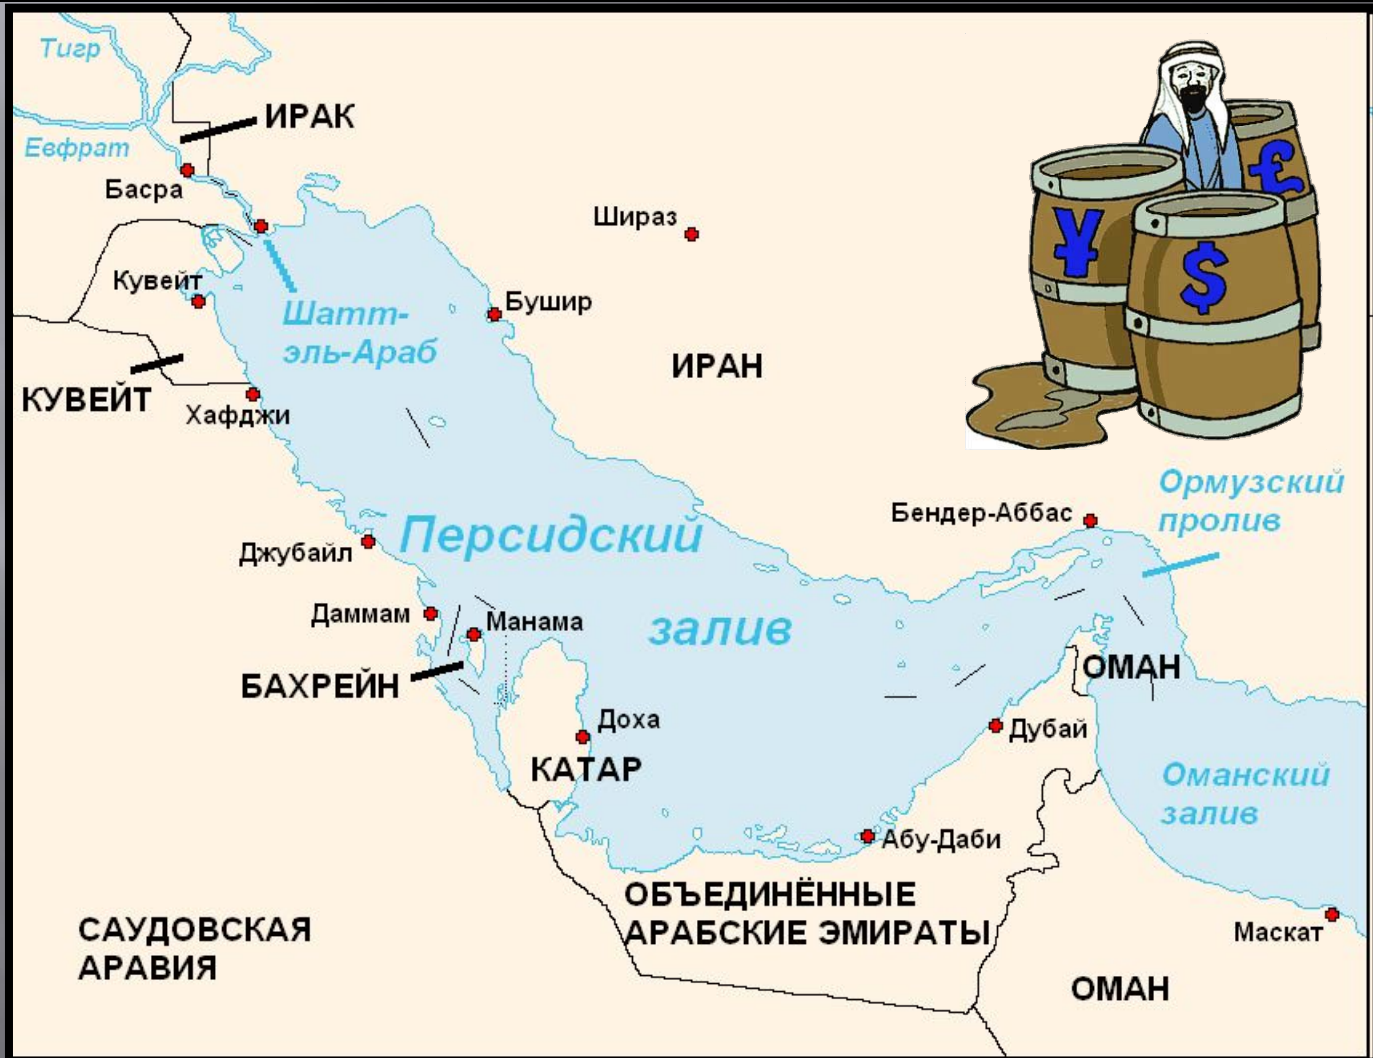 Тигр
ИРАК
Евфрат
Басра
Шираз
¥
£
$
Кувейт
Бушир
Шатт-
эль-Араб
ИРАН
КУВЕЙТ
Хафджи
Ормузский
пролив
Бендер-Аббас
Персидский
залив
Джубайл
Даммам
Манама
БАХРЕЙН
ОМАН
Доха
Дубай
КАТАР
Оманский
залив
Абу-Даби
ОБЪЕДИНЁННЫЕ
АРАБСКИЕ ЭМИРАТЫ
САУДОВСКАЯ
АРАВИЯ
Маскат
ОМАН